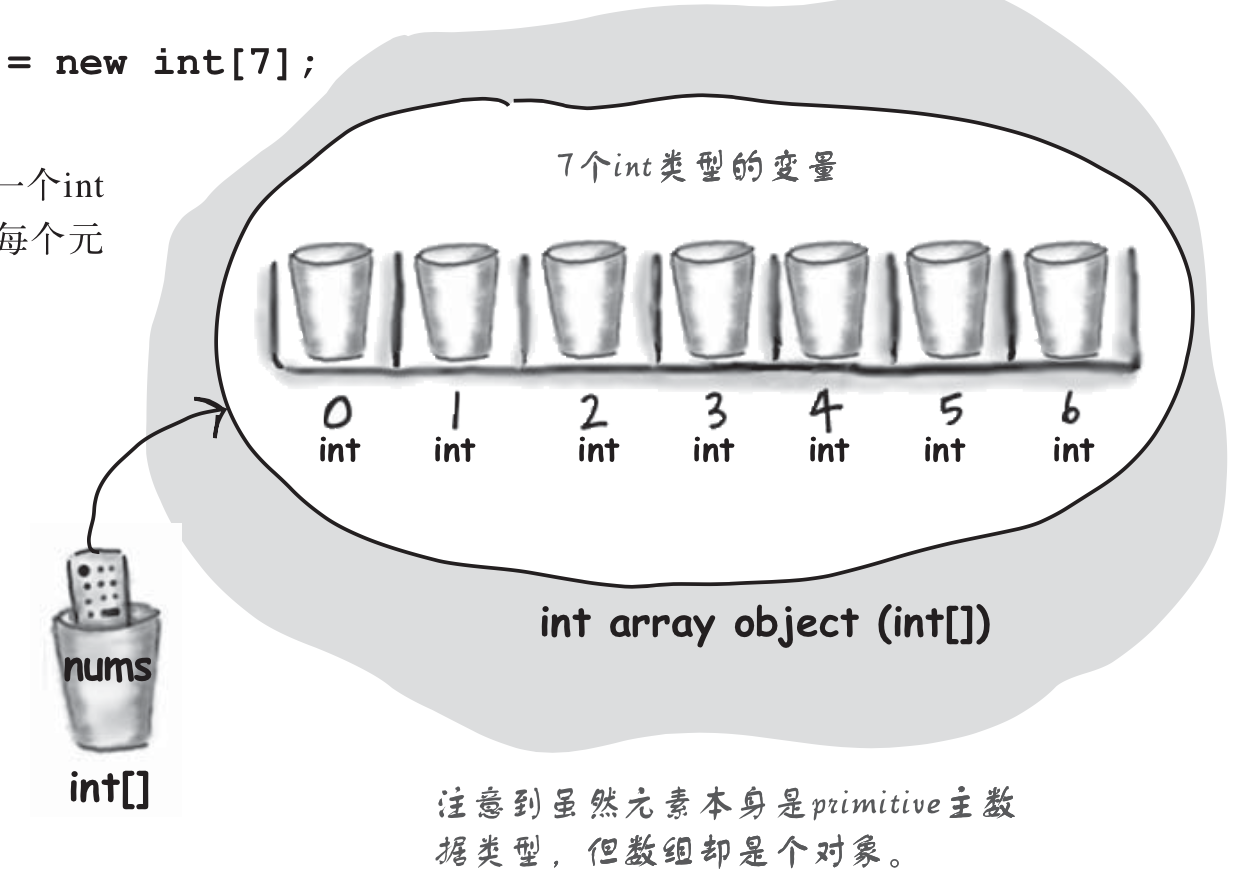 = new int[7];
一个int
每个元
7个int类型的变量
0 1 2 3 4 5 6
int int int int int int int
int array object (int[])
nums
int[]
注意到虽然元素本身是primitive主数
据类型，但数组却是个对象。